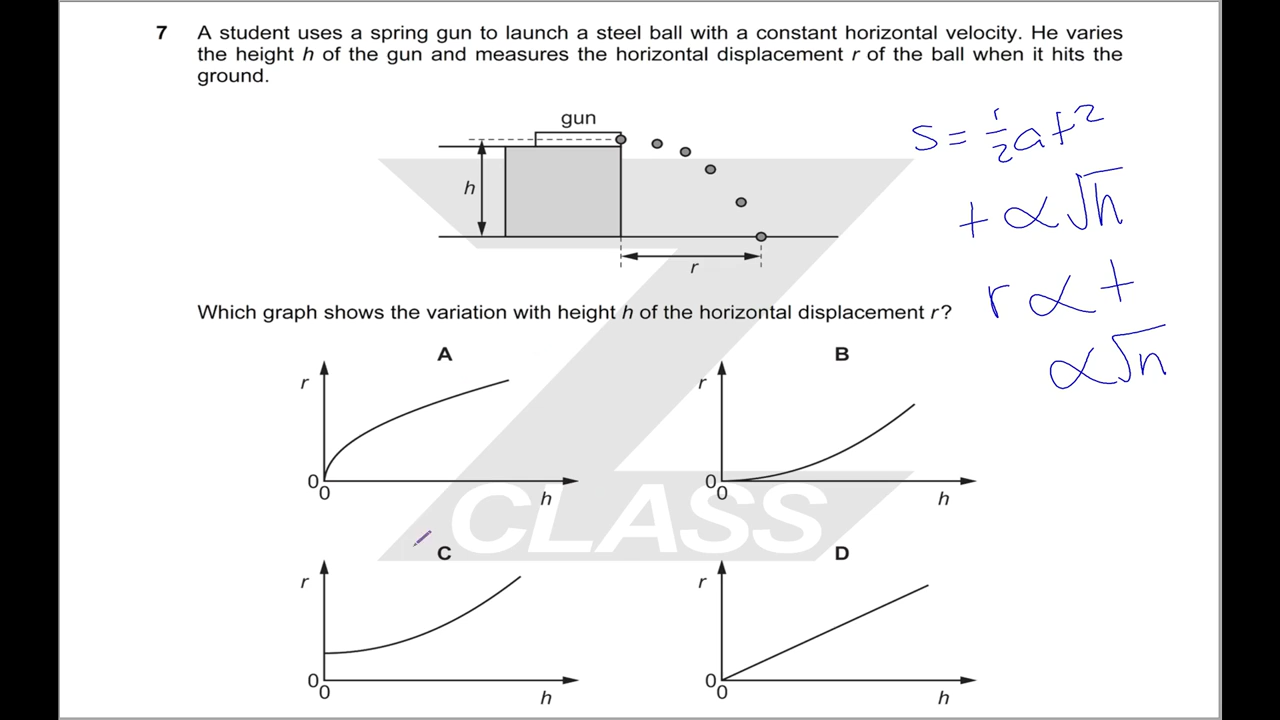 7 A student uses a spring gun to launch a steel ball with a constant horizontal velocity. He varies
the height h of the gun and measures the horizontal displacement r of the ball when it hits the
ground.
gun
h
r
s = 1/2 at²
t ∝ √h
r ∝ t
∝ √h
Which graph shows the variation with height h of the horizontal displacement r?
A
r
0
0
h
B
r
0
0
h
CLASS
C
r
0
0
h
D
r
0
0
h